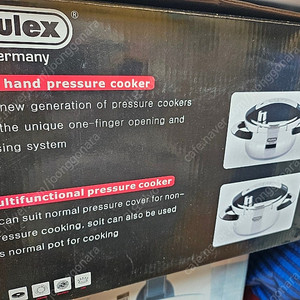 ulex®
ermany
hand pressure cooker
new generation of pressure cookers
the unique one-finger opening and
sing system
ultifunctional pressure cooker
can suit normal pressure cover for non-
ressure cooking, soit can also be used
s normal pot for cooking